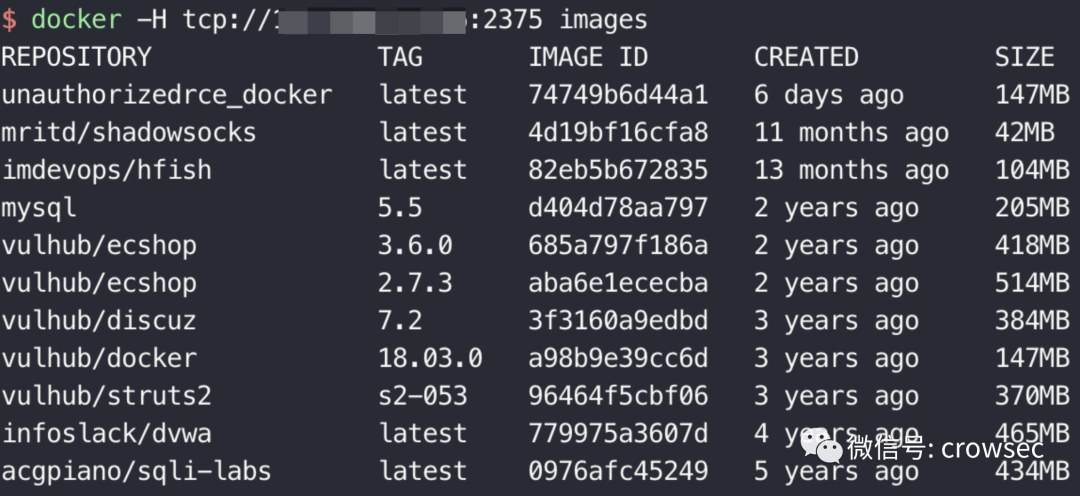 $ docker -H tcp://:2375 images
REPOSITORY TAG IMAGE ID CREATED SIZE
unauthorizedrce_docker latest 74749b6d44a1 6 days ago 147MB
mritd/shadowsocks latest 4d19bf16cfa8 11 months ago 42MB
imdevops/hfish latest 82eb5b672835 13 months ago 104MB
mysql 5.5 d404d78aa797 2 years ago 205MB
vulhub/ecshop 3.6.0 685a797f186a 2 years ago 418MB
vulhub/ecshop 2.7.3 aba6e1ececba 2 years ago 514MB
vulhub/discuz 7.2 3f3160a9edbd 3 years ago 384MB
vulhub/docker 18.03.0 a98b9e39cc6d 3 years ago 147MB
vulhub/struts2 s2-053 96464f5cbf06 3 years ago 370MB
infoslack/dvwa latest 779975a3607d 4 years ago 465MB
微信号: crowsec
acgpiano/sqli-labs latest 0976afc45249 5 years ago 434MB